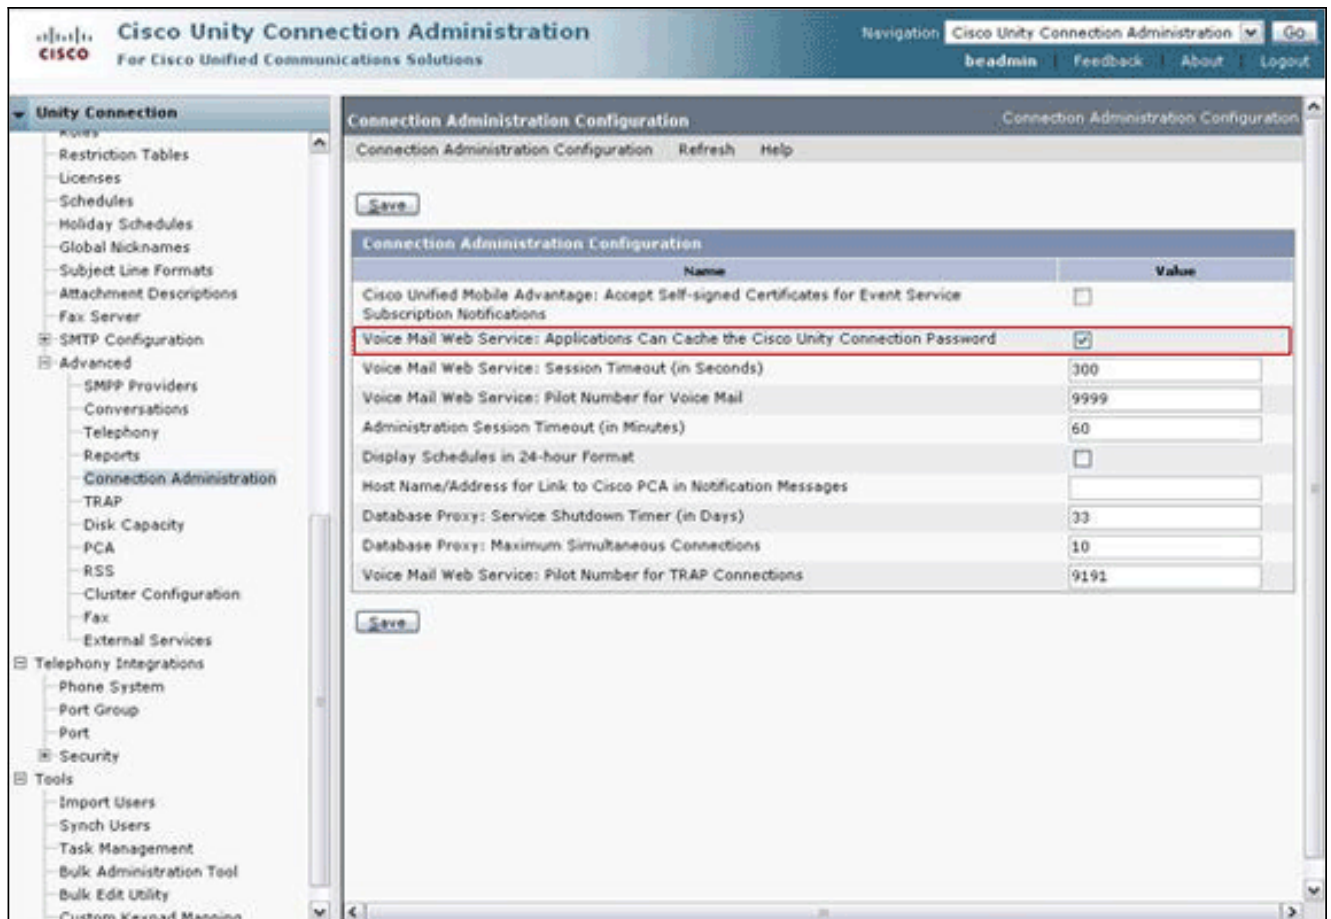 CISCO
Cisco Unity Connection Administration
For Cisco Unified Communications Solutions
Navigation Cisco Unity Connection Administration Go
beadmin Feedback About Logout
Unity Connection
Restriction Tables
Licenses
Schedules
Holiday Schedules
Global Nicknames
Subject Line Formats
Attachment Descriptions
Fax Server
SMTP Configuration
Advanced
SMPP Providers
Conversations
Telephony
Reports
Connection Administration
TRAP
Disk Capacity
PCA
RSS
Cluster Configuration
Fax
External Services
Telephony Integrations
Phone System
Port Group
Port
Security
Tools
Import Users
Synch Users
Task Management
Bulk Administration Tool
Bulk Edit Utility
Custom Keypad Mapping
Connection Administration Configuration
Connection Administration Configuration
Connection Administration Configuration Refresh Help
Save
Connection Administration Configuration
Name Value
Cisco Unified Mobile Advantage: Accept Self-signed Certificates for Event Service
Subscription Notifications
Voice Mail Web Service: Applications Can Cache the Cisco Unity Connection Password
Voice Mail Web Service: Session Timeout (in Seconds) 300
Voice Mail Web Service: Pilot Number for Voice Mail 9999
Administration Session Timeout (in Minutes) 60
Display Schedules in 24-hour Format
Host Name/Address for Link to Cisco PCA in Notification Messages
Database Proxy: Service Shutdown Timer (in Days) 33
Database Proxy: Maximum Simultaneous Connections 10
Voice Mail Web Service: Pilot Number for TRAP Connections 9191
Save